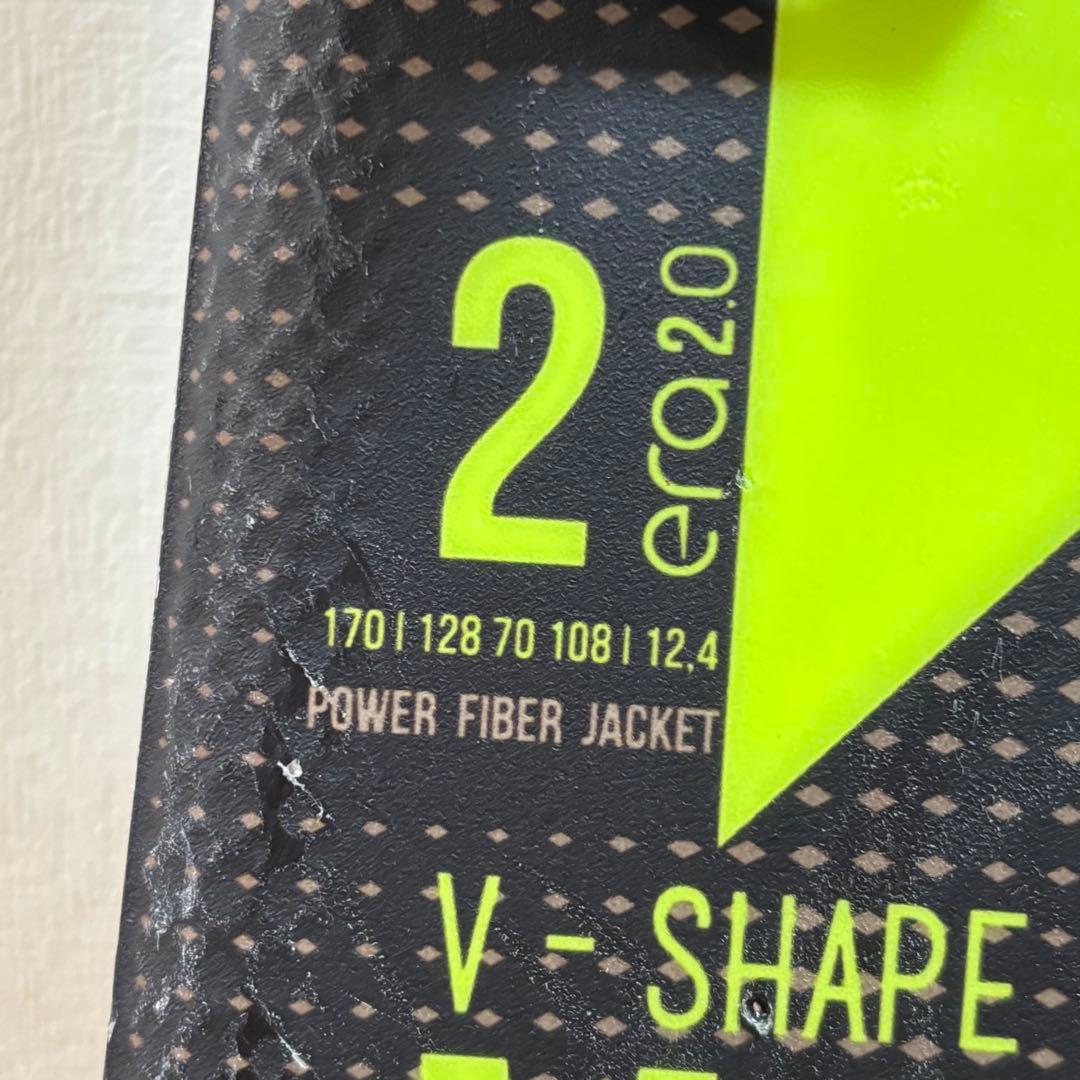 2
era 2.0
170 | 128 70 108 | 12,4
POWER FIBER JACKET
V - SHAPE